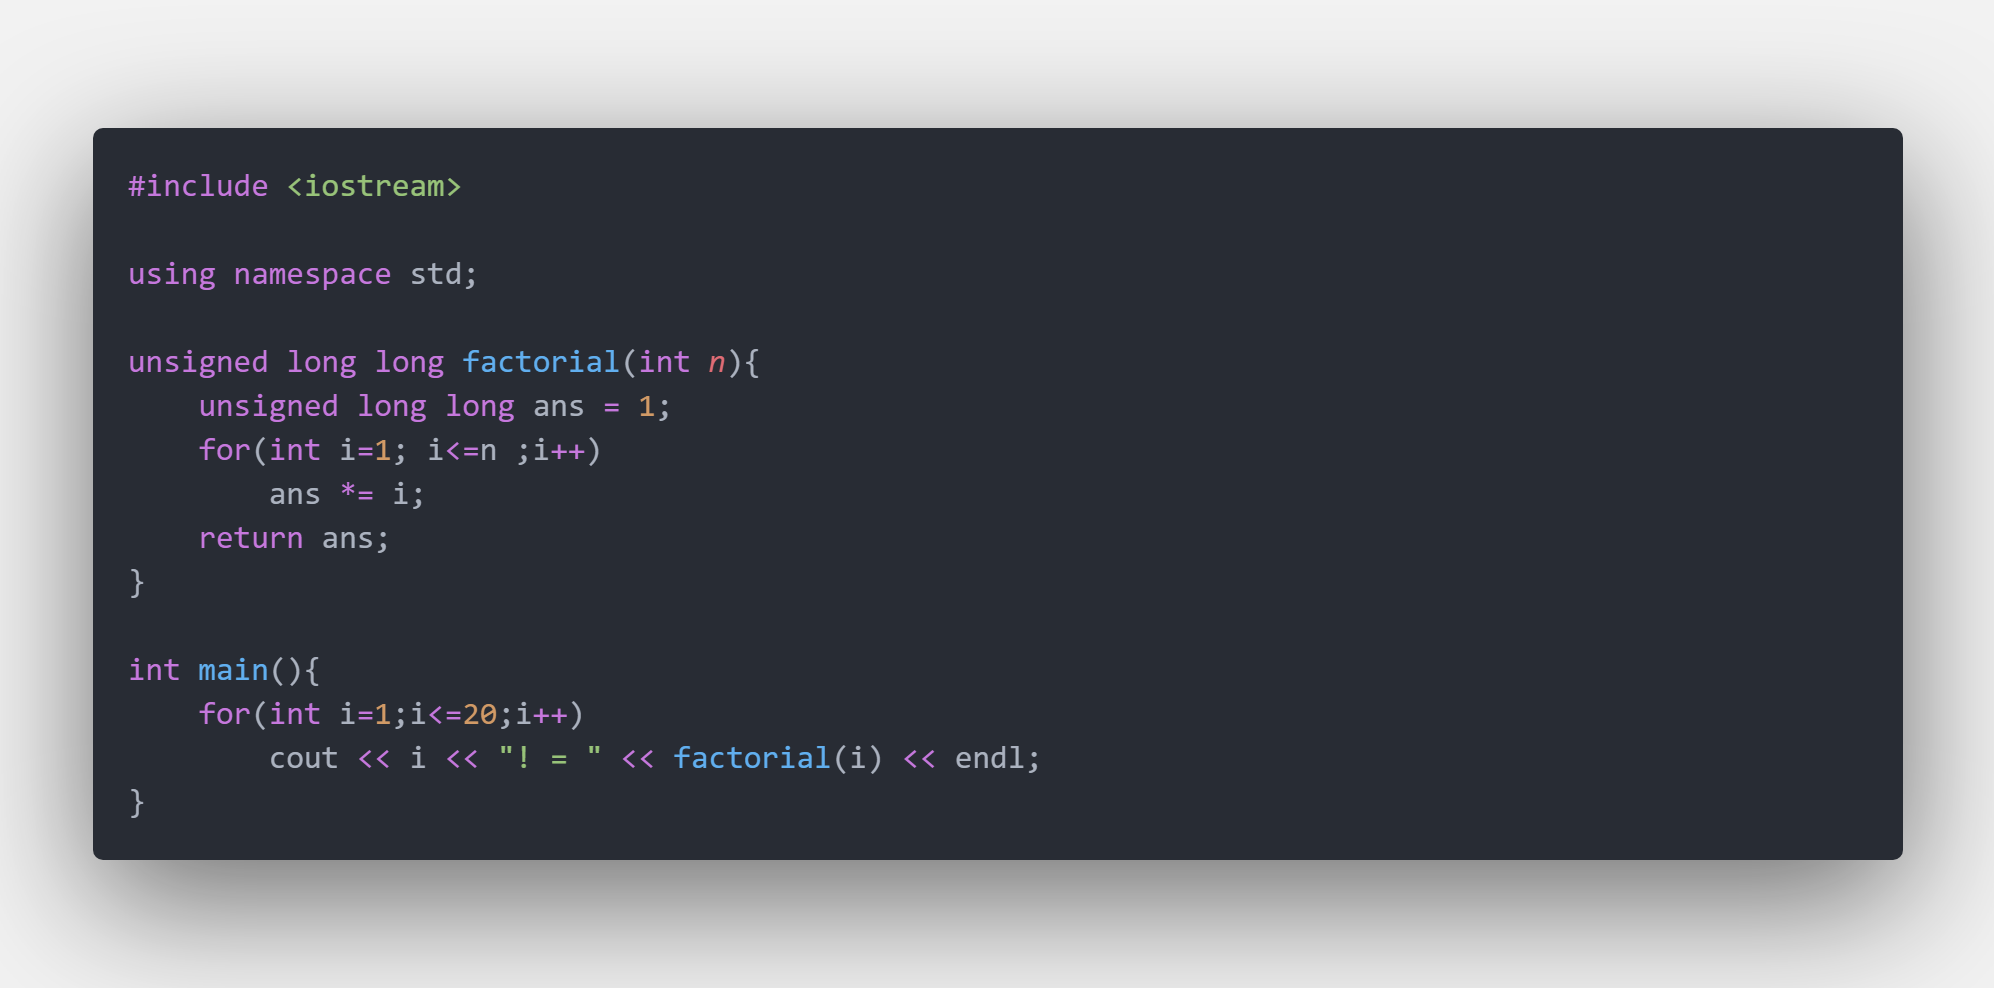 #include <iostream>
using namespace std;
unsigned long long factorial(int n){
    unsigned long long ans = 1;
    for(int i=1; i<=n ;i++)
        ans *= i;
    return ans;
}
int main(){
    for(int i=1;i<=20;i++)
        cout << i << "! = " << factorial(i) << endl;
}